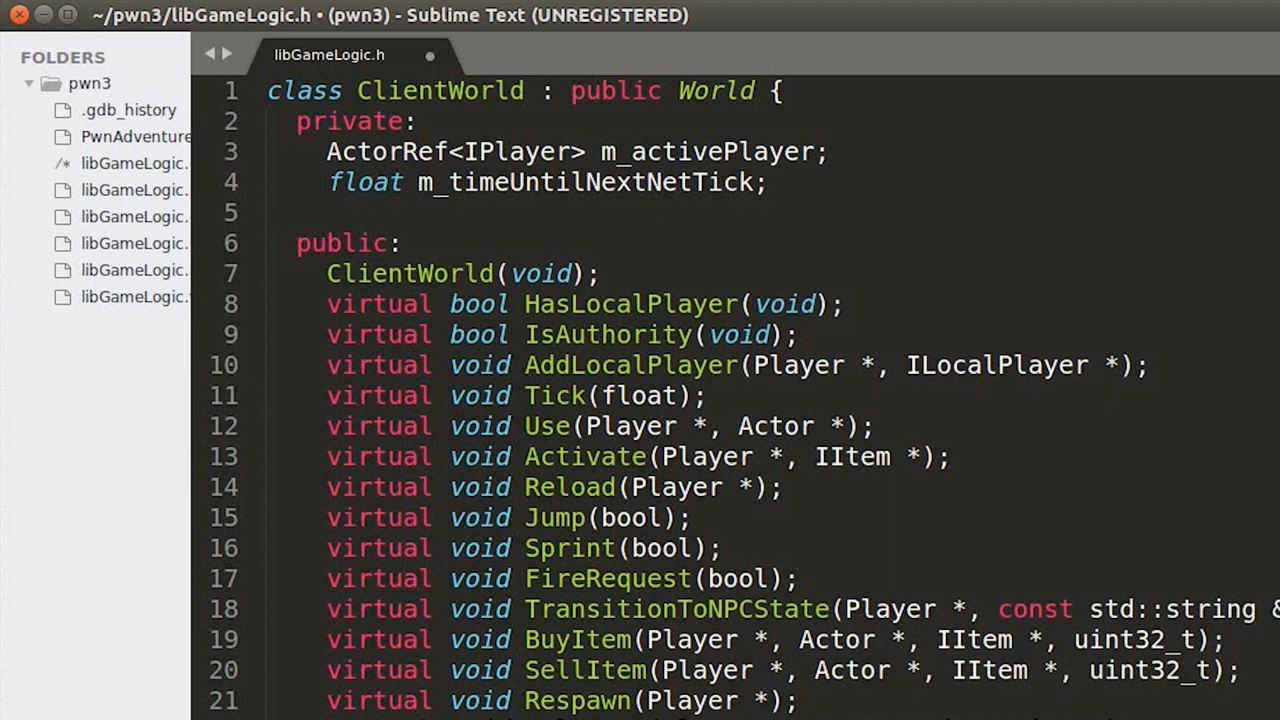 ~/pwn3/libGameLogic.h • (pwn3) - Sublime Text (UNREGISTERED)
FOLDERS
pwn3
.gdb_history
PwnAdventure
/* libGameLogic.
libGameLogic.
libGameLogic.
libGameLogic.
libGameLogic.
libGameLogic.
libGameLogic.h
1 class ClientWorld : public World {
2 private:
3 ActorRef<IPlayer> m_activePlayer;
4 float m_timeUntilNextNetTick;
5
6 public:
7 ClientWorld(void);
8 virtual bool HasLocalPlayer(void);
9 virtual bool IsAuthority(void);
10 virtual void AddLocalPlayer(Player *, ILocalPlayer *);
11 virtual void Tick(float);
12 virtual void Use(Player *, Actor *);
13 virtual void Activate(Player *, IItem *);
14 virtual void Reload(Player *);
15 virtual void Jump(bool);
16 virtual void Sprint(bool);
17 virtual void FireRequest(bool);
18 virtual void TransitionToNPCState(Player *, const std::string &
19 virtual void BuyItem(Player *, Actor *, IItem *, uint32_t);
20 virtual void SellItem(Player *, Actor *, IItem *, uint32_t);
21 virtual void Respawn(Player *);